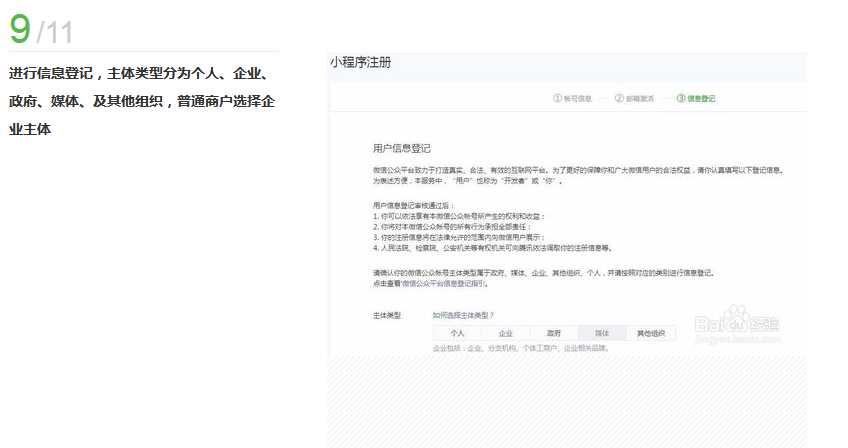 9 /11
进行信息登记，主体类型分为个人、企业、
政府、媒体、及其他组织，普通商户选择企
业主体
小程序注册
① 帐号信息
② 邮箱激活
③ 信息登记
用户信息登记
微信公众平台致力于打造真实、合法、有效的互联网平台。为了更好的保障你和广大微信用户的合法权益，请你认真填写以下登记信息。
为表述方便，本服务中，“用户”也称为“开发者”或“你”。
用户信息登记审核通过后：
1. 你可以依法享有本微信公众帐号所产生的权利和收益；
2. 你将对本微信公众帐号的所有行为承担全部责任；
3. 你的注册信息将在法律允许的范围内向微信用户展示；
4. 人民法院、检察院、公安机关等有权机关可向腾讯依法调取你的注册信息等。
请确认你的微信公众帐号主体类型属于政府、媒体、企业、其他组织、个人，并请按照对应的类别进行信息登记。
点击查看微信公众平台信息登记指引。
主体类型
如何选择主体类型？
个人
企业
政府
媒体
其他组织
企业包括：企业、分支机构、个体工商户、企业相关品牌。
Baidu 经验
jingyan.baidu.com